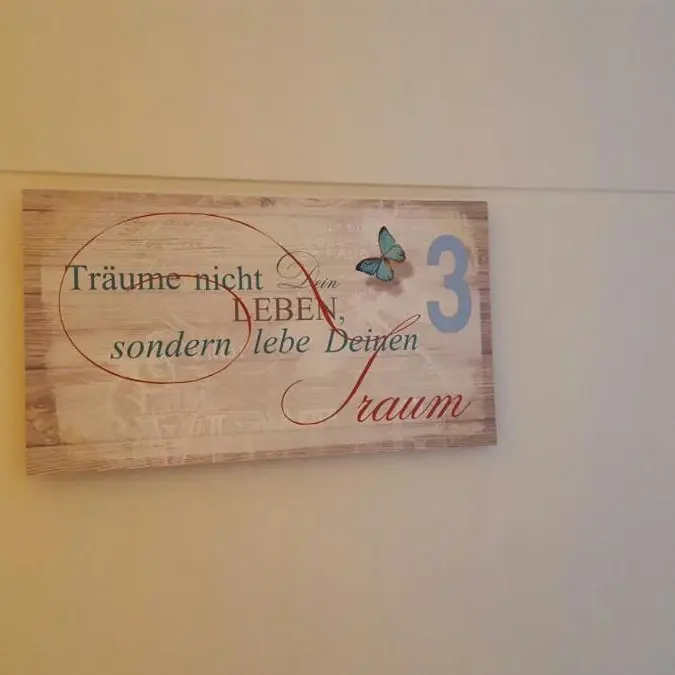 Träume nicht Dein
LEBEN,
sondern lebe Deinen
Traum
3